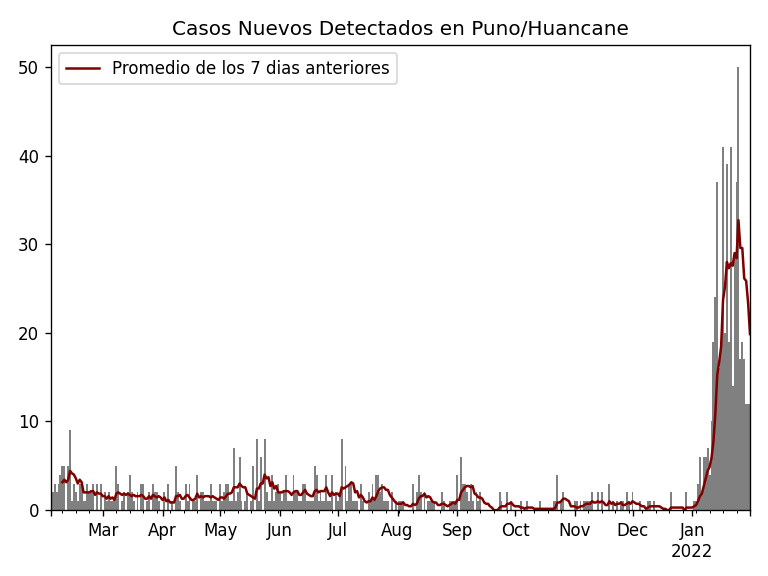 Casos Nuevos Detectados en Puno/Huancane
Promedio de los 7 dias anteriores
50
40
30
20
10
0
Mar Apr May Jun Jul Aug Sep Oct Nov Dec Jan
2022